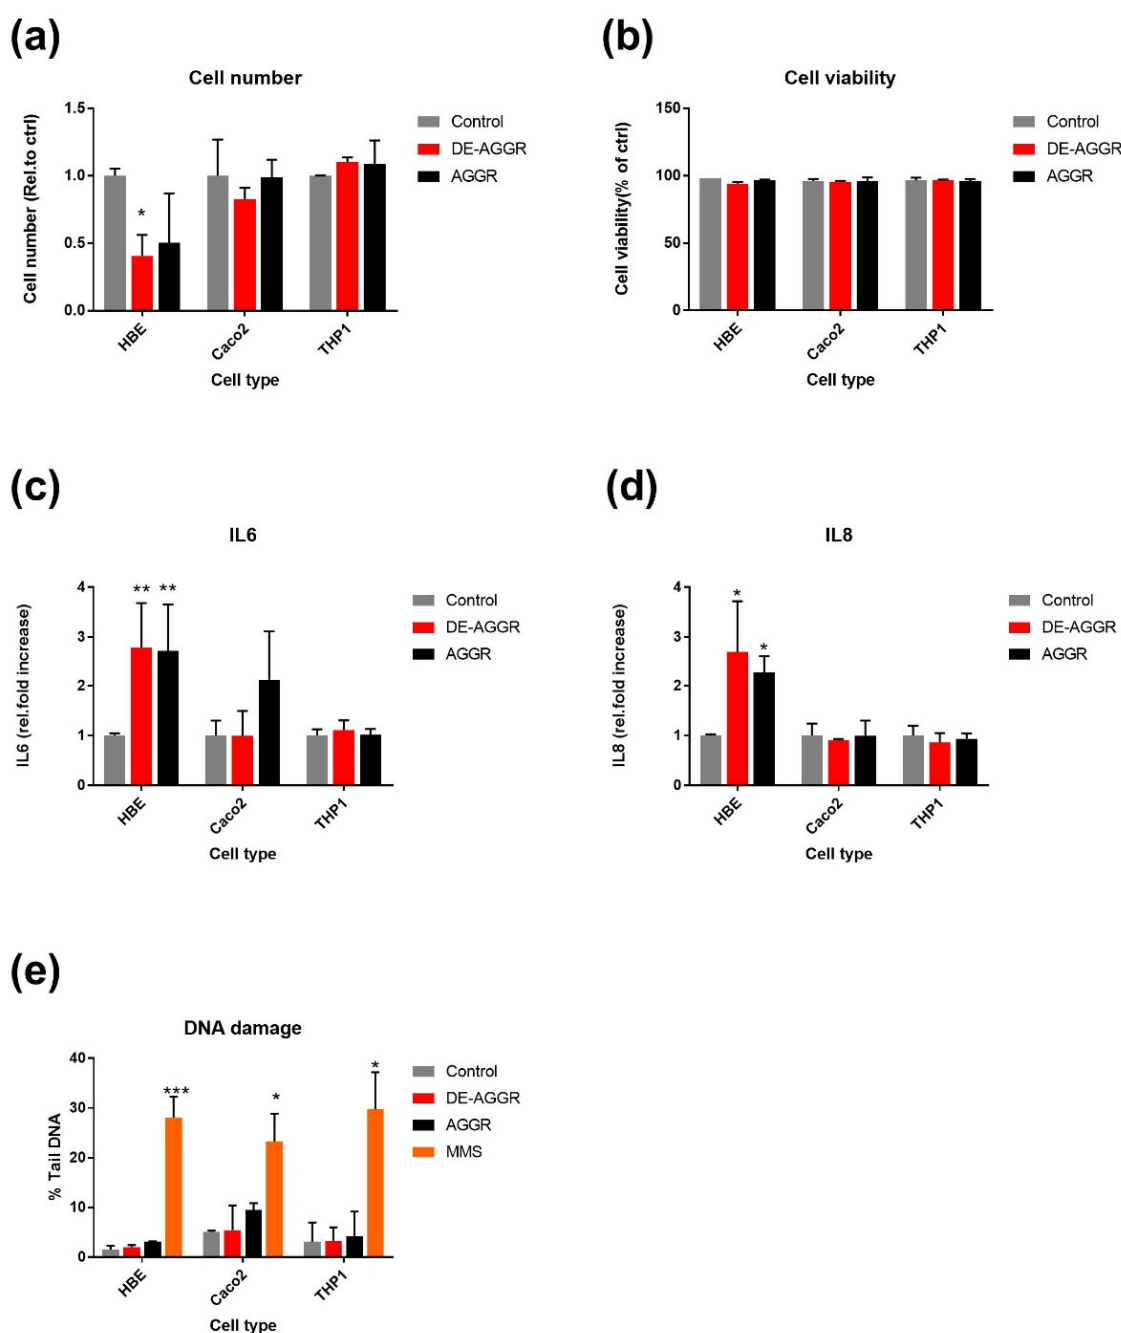 (a)
Cell number
Cell number (Rel.to ctrl)
1.5
1.0
0.5
0.0
*
HBE
Caco2
THP1
Cell type
Control
DE-AGGR
AGGR
(b)
Cell viability
Cell viability(% of ctrl)
150
100
50
0
HBE
Caco2
THP1
Cell type
Control
DE-AGGR
AGGR
(c)
IL6
IL6 (rel.fold increase)
4
3
2
1
0
** **
HBE
Caco2
THP1
Cell type
Control
DE-AGGR
AGGR
(d)
IL8
IL8 (rel.fold increase)
4
3
2
1
0
*
*
HBE
Caco2
THP1
Cell type
Control
DE-AGGR
AGGR
(e)
DNA damage
% Tail DNA
40
30
20
10
0
***
*
*
HBE
Caco2
THP1
Cell type
Control
DE-AGGR
AGGR
MMS